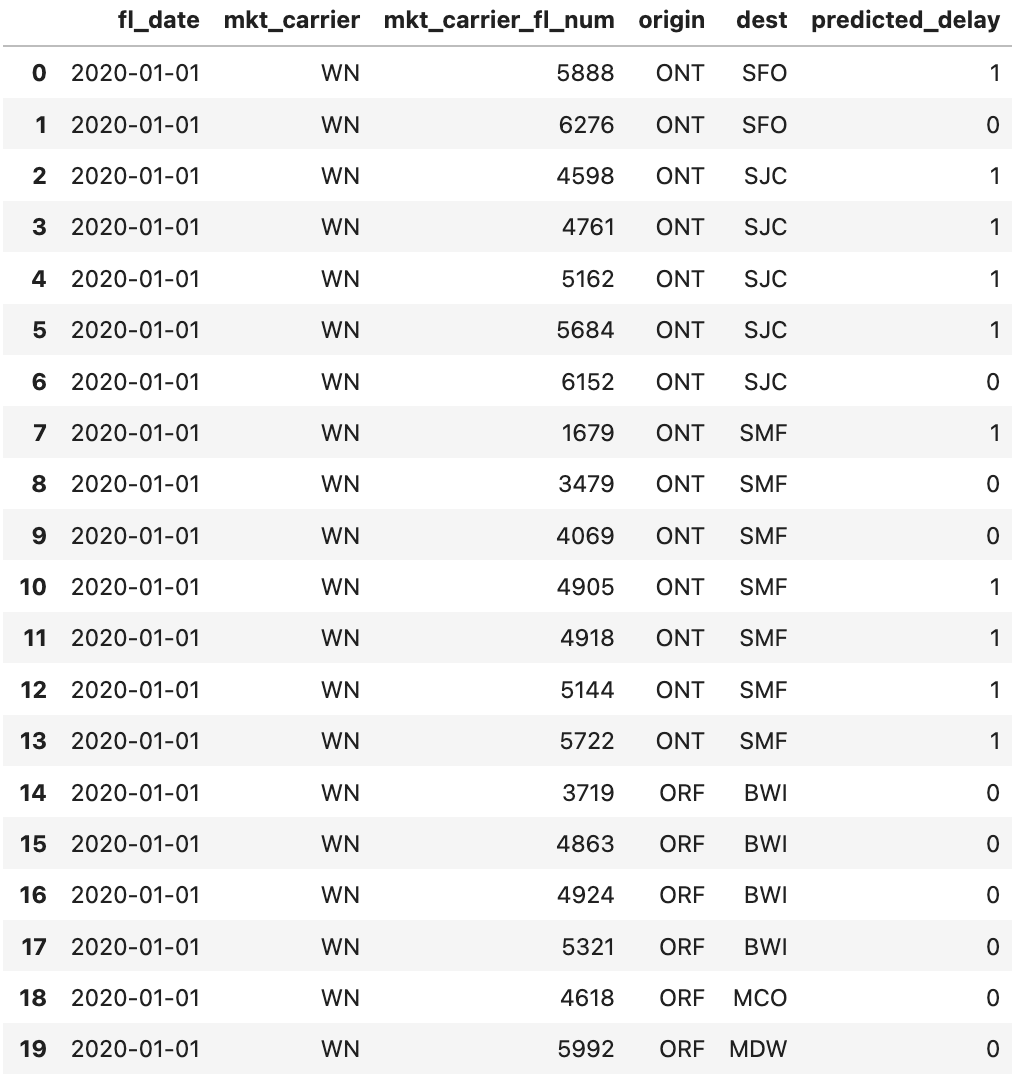 fl_date mkt_carrier mkt_carrier_fl_num origin dest predicted_delay
0 2020-01-01 WN 5888 ONT SFO 1
1 2020-01-01 WN 6276 ONT SFO 0
2 2020-01-01 WN 4598 ONT SJC 1
3 2020-01-01 WN 4761 ONT SJC 1
4 2020-01-01 WN 5162 ONT SJC 1
5 2020-01-01 WN 5684 ONT SJC 1
6 2020-01-01 WN 6152 ONT SJC 0
7 2020-01-01 WN 1679 ONT SMF 1
8 2020-01-01 WN 3479 ONT SMF 0
9 2020-01-01 WN 4069 ONT SMF 0
10 2020-01-01 WN 4905 ONT SMF 1
11 2020-01-01 WN 4918 ONT SMF 1
12 2020-01-01 WN 5144 ONT SMF 1
13 2020-01-01 WN 5722 ONT SMF 1
14 2020-01-01 WN 3719 ORF BWI 0
15 2020-01-01 WN 4863 ORF BWI 0
16 2020-01-01 WN 4924 ORF BWI 0
17 2020-01-01 WN 5321 ORF BWI 0
18 2020-01-01 WN 4618 ORF MCO 0
19 2020-01-01 WN 5992 ORF MDW 0